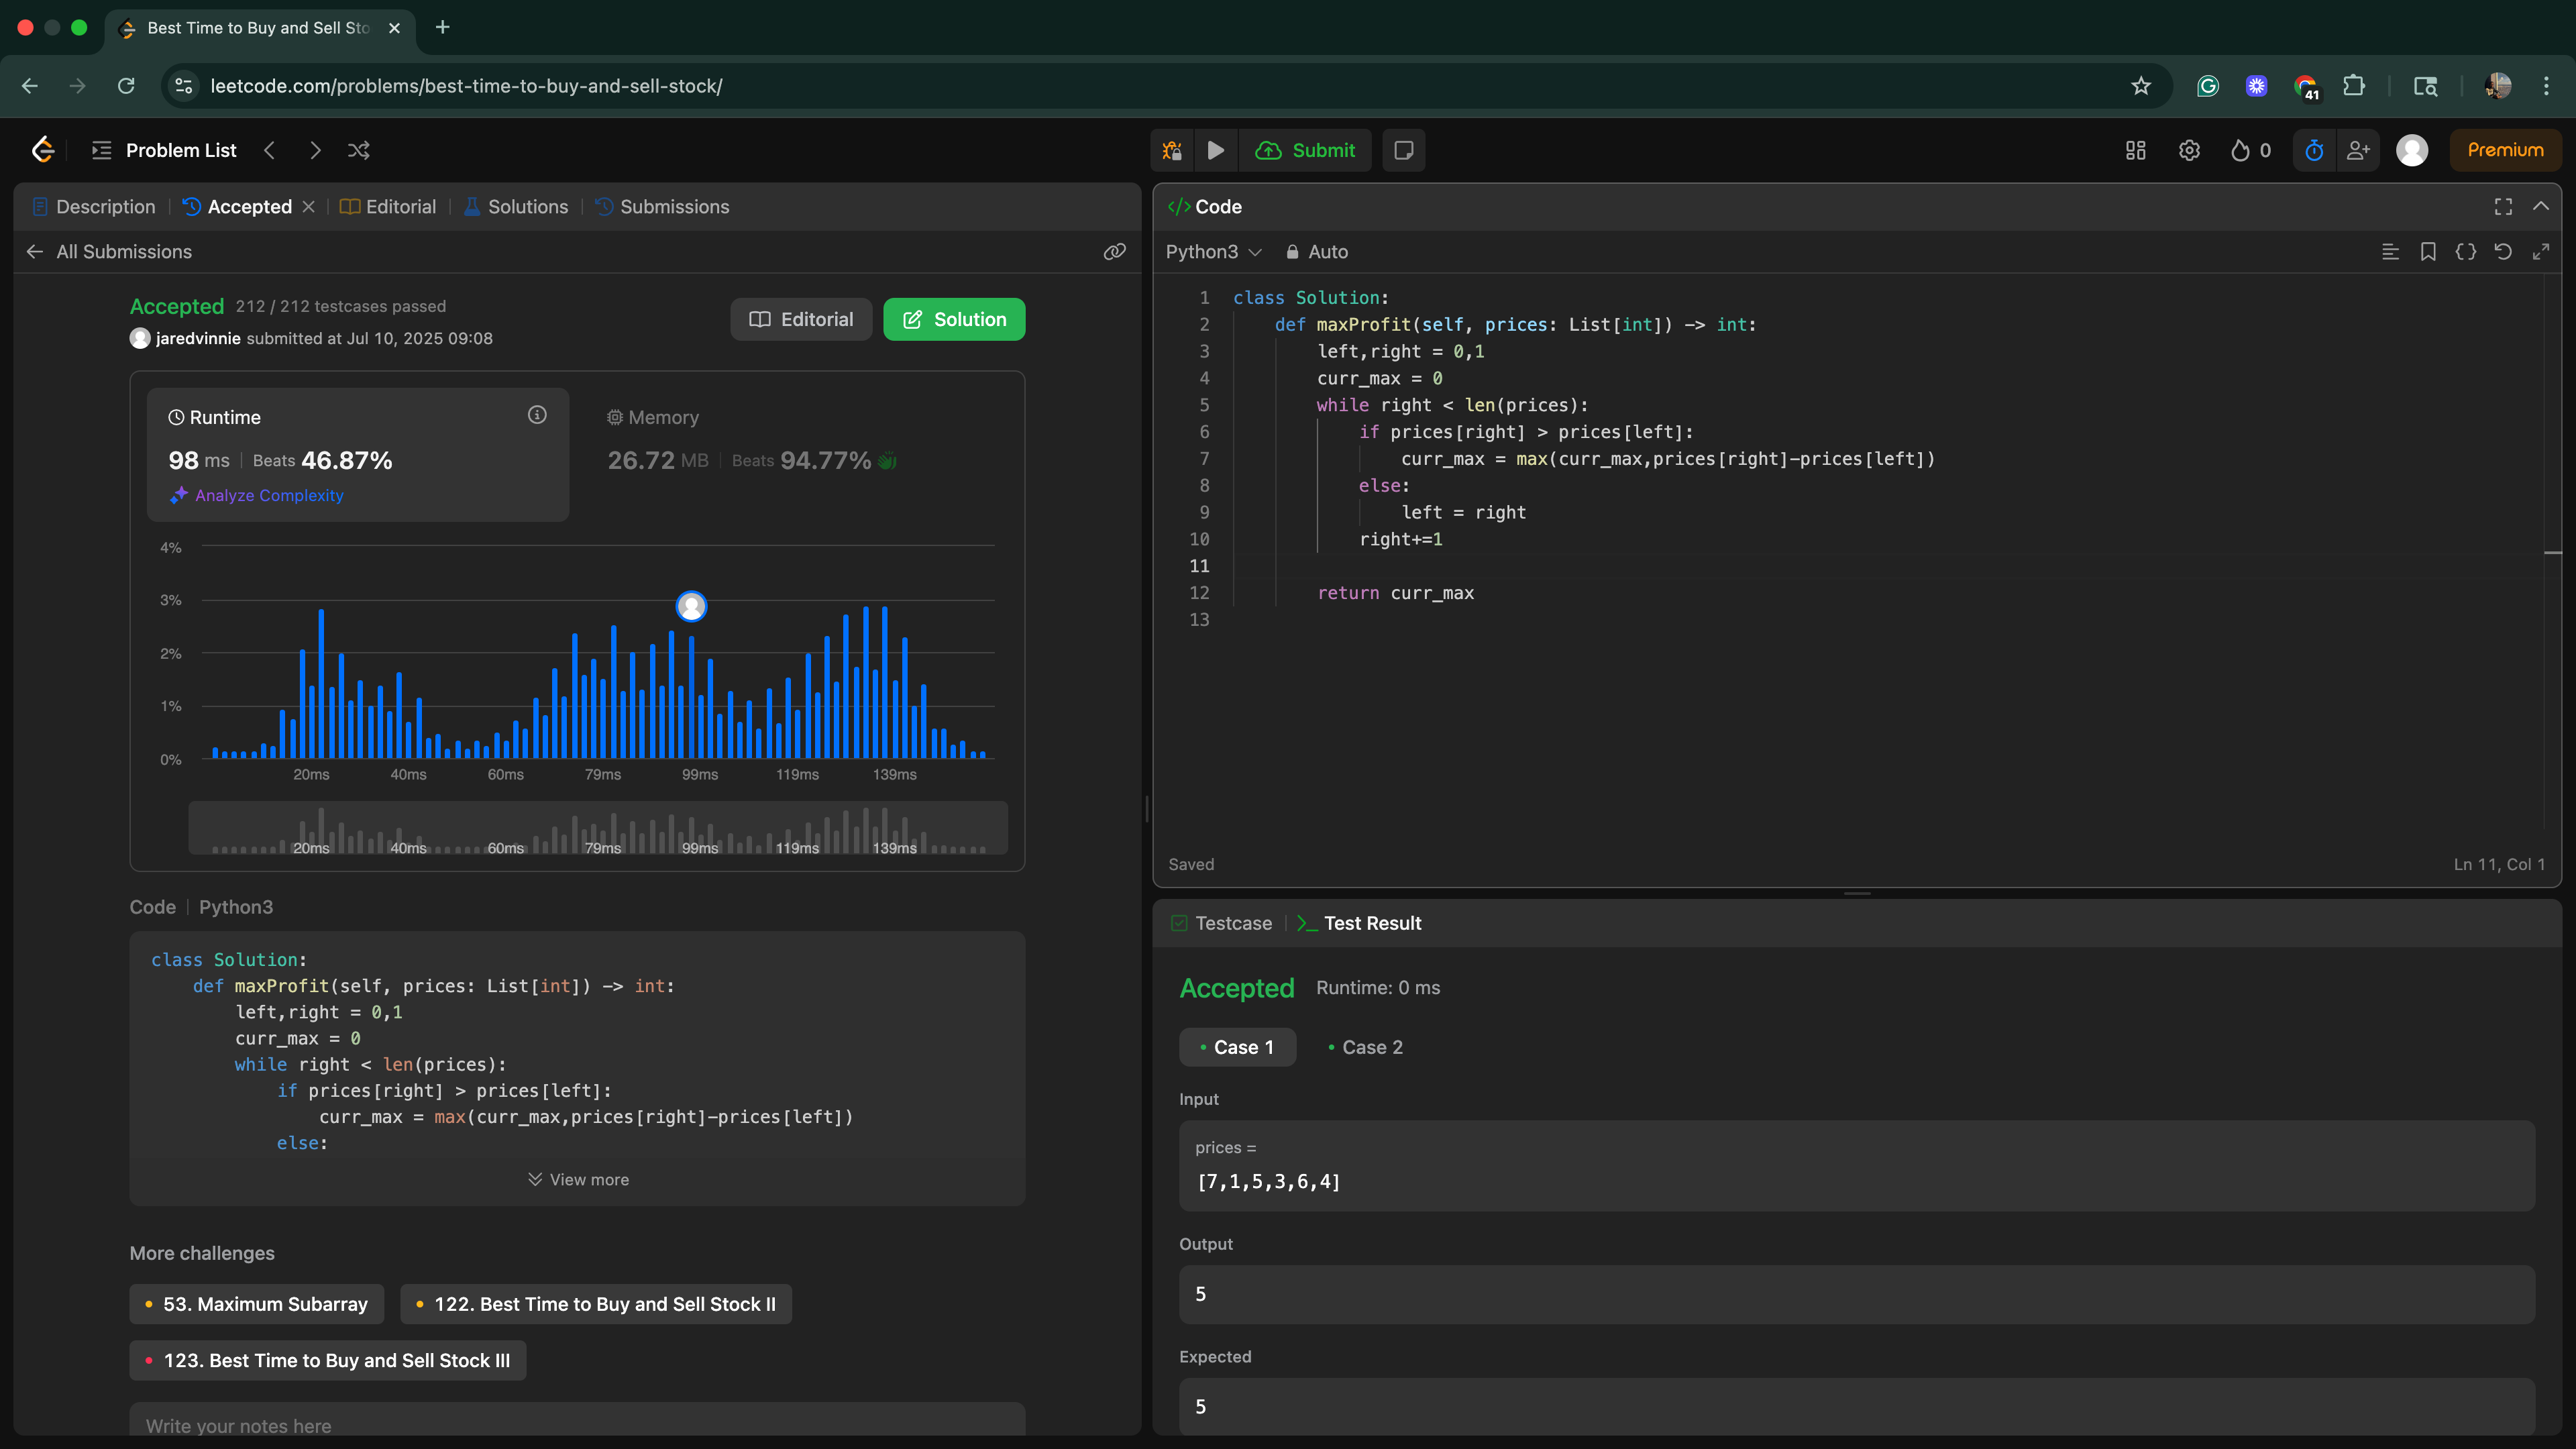 Best Time to Buy and Sell Sto
leetcode.com/problems/best-time-to-buy-and-sell-stock/
41
Problem List
Submit
0
Premium
Description
Accepted
Editorial
Solutions
Submissions
All Submissions
Accepted 212 / 212 testcases passed
jaredvinnie submitted at Jul 10, 2025 09:08
Editorial
Solution
Runtime
98 ms Beats 46.87%
Analyze Complexity
Memory
26.72 MB Beats 94.77%
4%
3%
2%
1%
0%
20ms 40ms 60ms 79ms 99ms 119ms 139ms
20ms 40ms 60ms 79ms 99ms 119ms 139ms
Code Python3
class Solution:
def maxProfit(self, prices: List[int]) -> int:
left,right = 0,1
curr_max = 0
while right < len(prices):
if prices[right] > prices[left]:
curr_max = max(curr_max,prices[right]-prices[left])
else:
View more
More challenges
53. Maximum Subarray
122. Best Time to Buy and Sell Stock II
123. Best Time to Buy and Sell Stock III
Write your notes here
</> Code
Python3
Auto
1 class Solution:
2 def maxProfit(self, prices: List[int]) -> int:
3 left,right = 0,1
4 curr_max = 0
5 while right < len(prices):
6 if prices[right] > prices[left]:
7 curr_max = max(curr_max,prices[right]-prices[left])
8 else:
9 left = right
10 right+=1
11
12 return curr_max
13
Saved
Ln 11, Col 1
Testcase
Test Result
Accepted Runtime: 0 ms
Case 1
Case 2
Input
prices =
[7,1,5,3,6,4]
Output
5
Expected
5